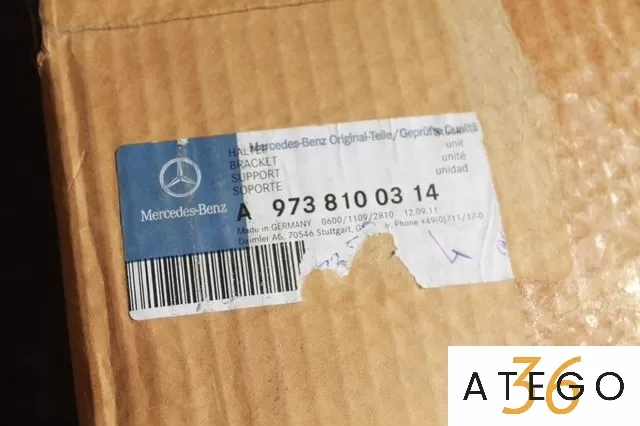 Mercedes-Benz Original-Teile/Geprüfte Qualität
HALTER
BRACKET
SUPPORT
SOPORTE
unit
unité
unidad
Mercedes-Benz
A 973 810 03 14
Made in GERMANY 0600/1109/2810 12.09.11
Daimler AG, 70546 Stuttgart, Phone +49(0)711/17-0
ATEGO
36